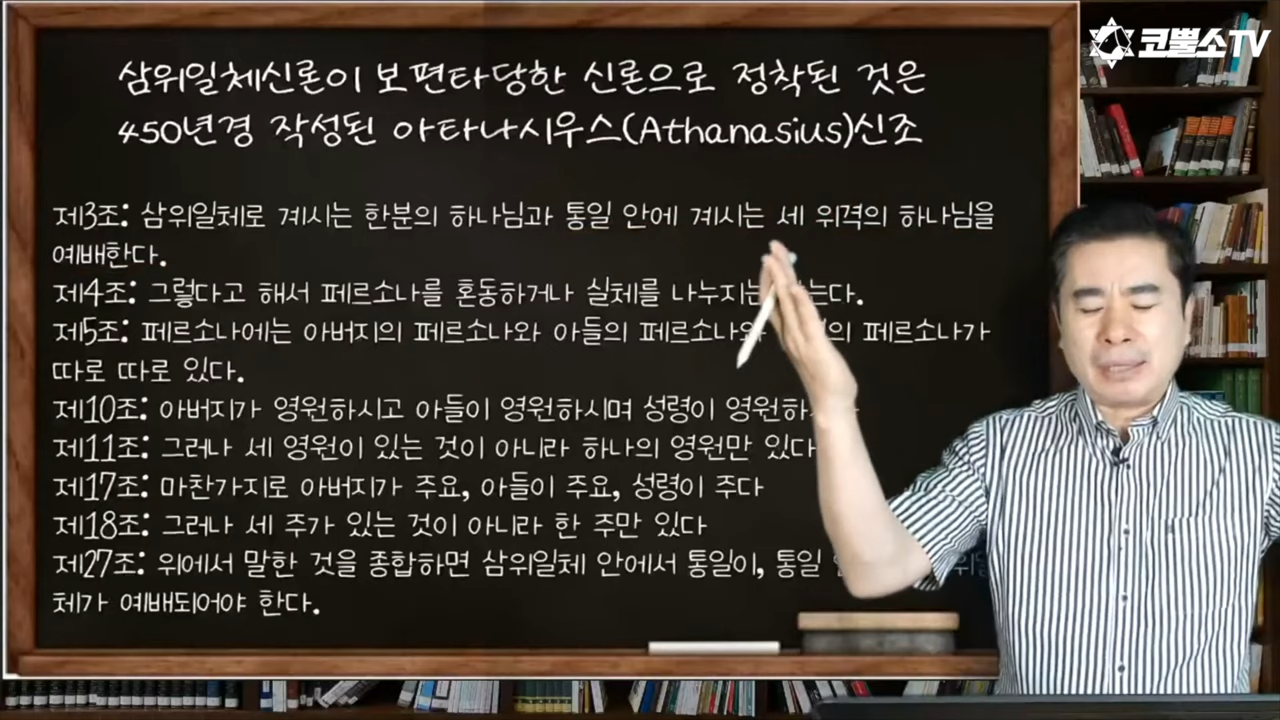 코뿔소TV
삼위일체신론이 보편타당한 신론으로 정착된 것은
450년경 작성된 아타나시우스(Athanasius)신조
제3조: 삼위일체로 계시는 한분의 하나님과 통일 안에 계시는 세 위격의 하나님을
예배한다.
제4조: 그렇다고 해서 페르소나를 혼동하거나 실체를 나누지는
제5조: 페르소나에는 아버지의 페르소나와 아들의 페르소나와 페르소나가
따로 따로 있다.
제10조: 아버지가 영원하시고 아들이 영원하시며 성령이
제11조: 그러나 세 영원이 있는 것이 아니라 하나의 영원만 있다
제17조: 마찬가지로 아버지가 주요, 아들이 주요, 성령이 주다
제18조: 그러나 세 주가 있는 것이 아니라 한 주만 있다
제27조: 위에서 말한 것을 종합하면 삼위일체 안에서 통일이, 통일
체가 예배되어야 한다.